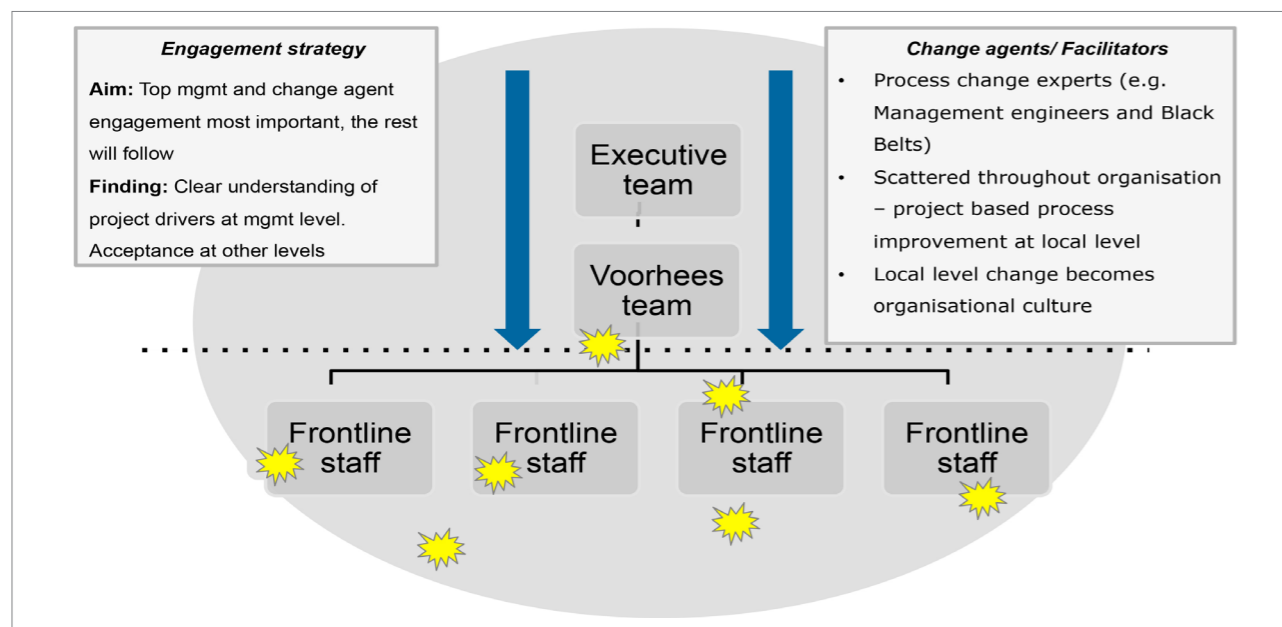 Engagement strategy
Aim: Top mgmt and change agent
engagement most important, the rest
will follow
Finding: Clear understanding of
project drivers at mgmt level.
Acceptance at other levels
Change agents/ Facilitators
• Process change experts (e.g.
Management engineers and Black
Belts)
• Scattered throughout organisation
– project based process
improvement at local level
• Local level change becomes
organisational culture
Executive
team
Voorhees
team
Frontline
staff
Frontline
staff
Frontline
staff
Frontline
staff